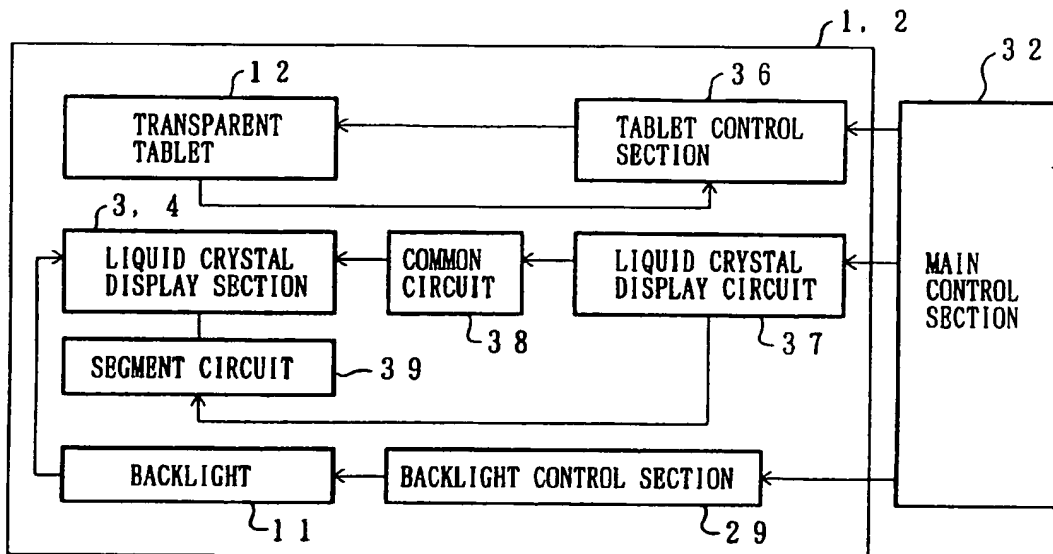 1, 2
32
12
36
TRANSPARENT
TABLET
TABLET CONTROL
SECTION
3, 4
LIQUID CRYSTAL
DISPLAY SECTION
COMMON
CIRCUIT
LIQUID CRYSTAL
DISPLAY CIRCUIT
MAIN
CONTROL
SECTION
38
37
SEGMENT CIRCUIT
39
BACKLIGHT
BACKLIGHT CONTROL SECTION
11
29